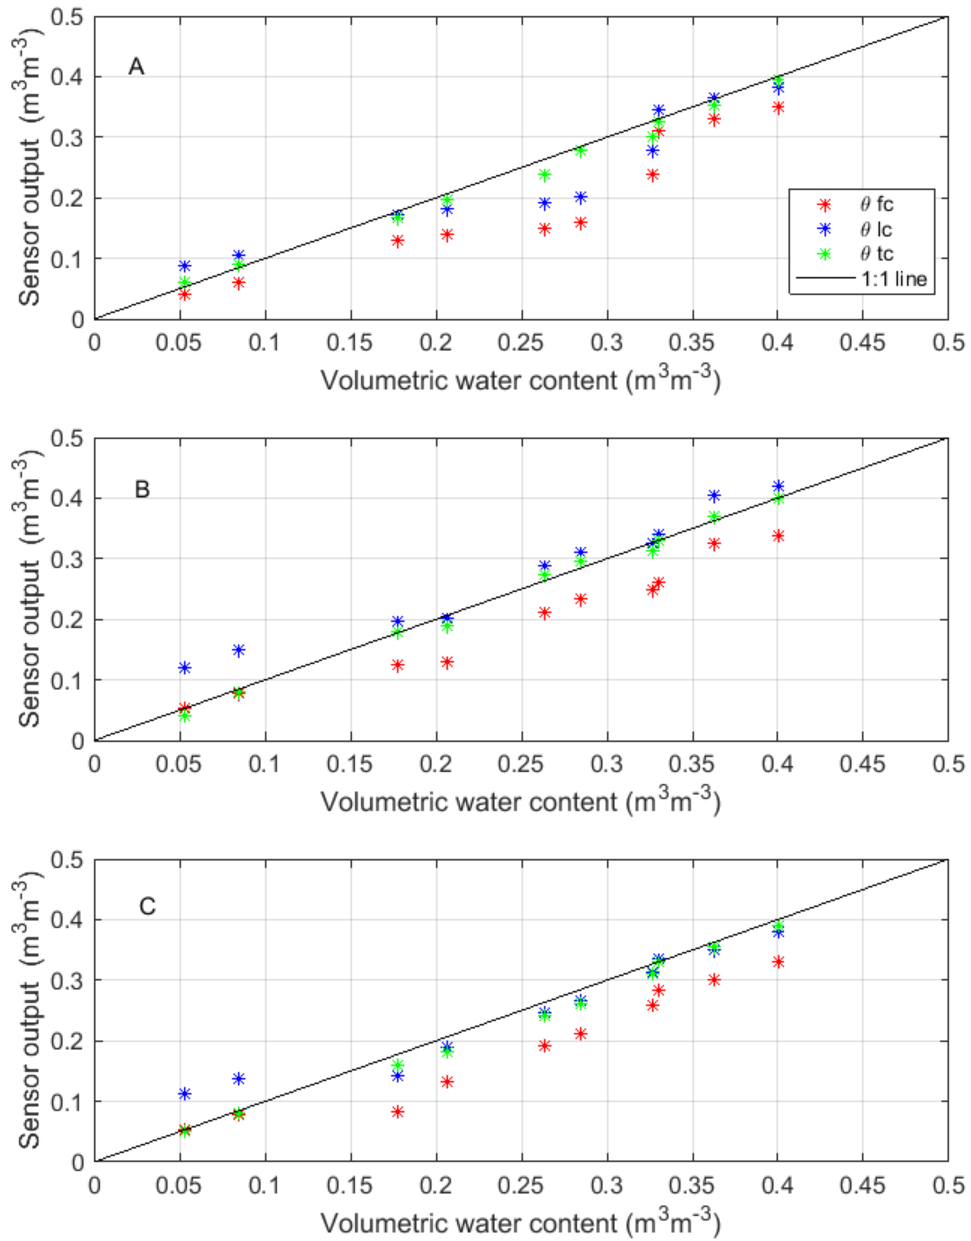 A
0.5
0.4
0.3
0.2
0.1
0
Sensor output (m³m⁻³)
θ fc
θ lc
θ tc
1:1 line
0 0.05 0.1 0.15 0.2 0.25 0.3 0.35 0.4 0.45 0.5
Volumetric water content (m³m⁻³)
B
0.5
0.4
0.3
0.2
0.1
0
Sensor output (m³m⁻³)
0 0.05 0.1 0.15 0.2 0.25 0.3 0.35 0.4 0.45 0.5
Volumetric water content (m³m⁻³)
C
0.5
0.4
0.3
0.2
0.1
0
Sensor output (m³m⁻³)
0 0.05 0.1 0.15 0.2 0.25 0.3 0.35 0.4 0.45 0.5
Volumetric water content (m³m⁻³)